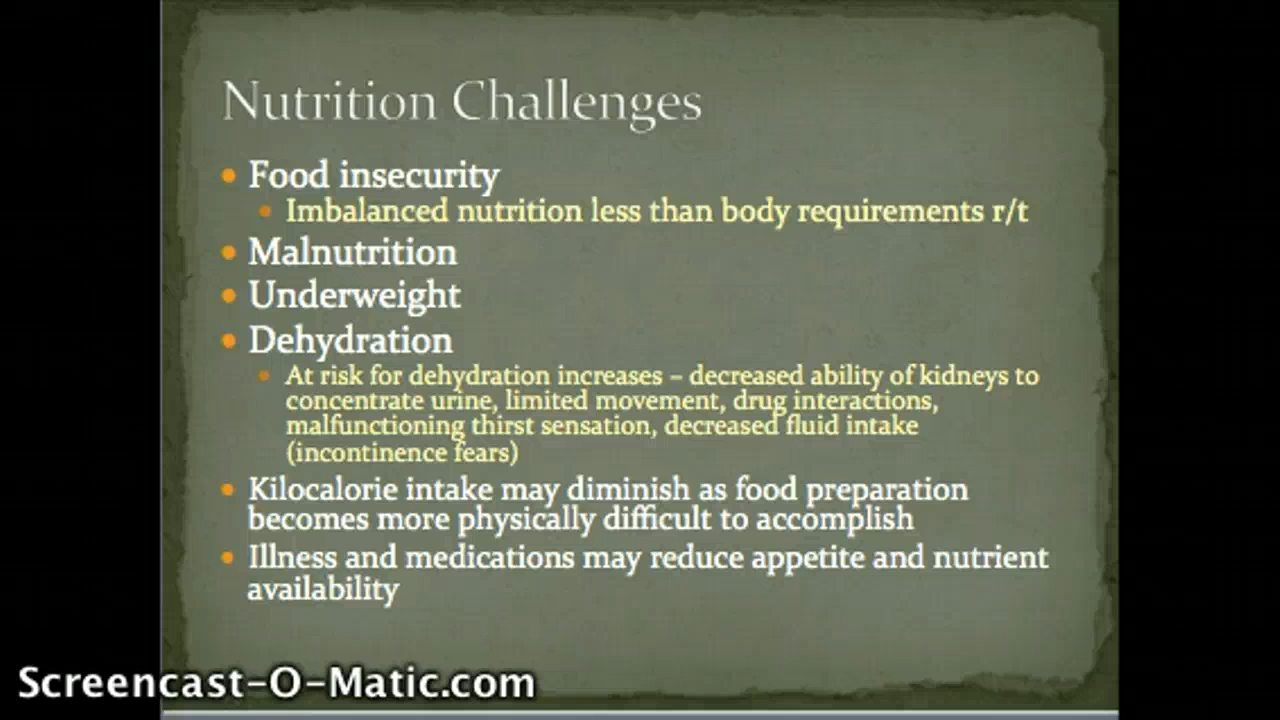 Nutrition Challenges
• Food insecurity
• Imbalanced nutrition less than body requirements r/t
• Malnutrition
• Underweight
• Dehydration
• At risk for dehydration increases – decreased ability of kidneys to
concentrate urine, limited movement, drug interactions,
malfunctioning thirst sensation, decreased fluid intake
(incontinence fears)
• Kilocalorie intake may diminish as food preparation
becomes more physically difficult to accomplish
• Illness and medications may reduce appetite and nutrient
availability
Screencast-O-Matic.com